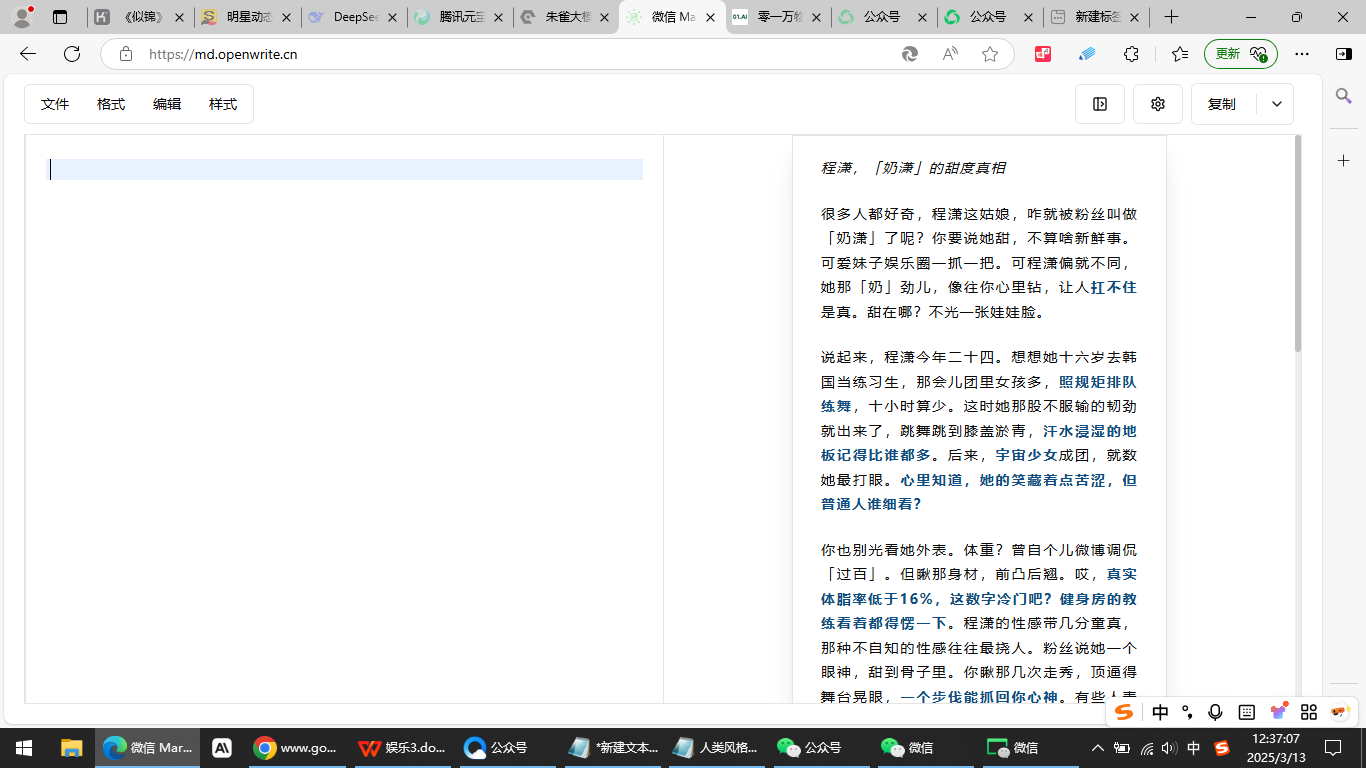 《似锦》
明星动态
DeepSee
腾讯元宝
朱雀大模
微信 Ma
01.AI
零一万物
公众号
公众号
新建标签
https://md.openwrite.cn
更新
文件 格式 编辑 样式
复制
程潇，「奶潇」的甜度真相
很多人都好奇，程潇这姑娘，咋就被粉丝叫做
「奶潇」了呢？你要说她甜，不算啥新鲜事。
可爱妹子娱乐圈一抓一把。可程潇偏就不同，
她那「奶」劲儿，像往你心里钻，让人扛不住
是真。甜在哪？不光一张娃娃脸。
说起来，程潇今年二十四。想想她十六岁去韩
国当练习生，那会儿团里女孩多，照规矩排队
练舞，十小时算少。这时她那股不服输的韧劲
就出来了，跳舞跳到膝盖淤青，汗水浸湿的地
板记得比谁都多。后来，宇宙少女成团，就数
她最打眼。心里知道，她的笑藏着点苦涩，但
普通人谁细看？
你也别光看她外表。体重？曾自个儿微博调侃
「过百」。但瞅那身材，前凸后翘。哎，真实
体脂率低于16%，这数字冷门吧？健身房的教
练看着都得愣一下。程潇的性感带几分童真，
那种不自知的性感往往最挠人。粉丝说她一个
眼神，甜到骨子里。你瞅那几次走秀，顶逼得
舞台晃眼，一个步伐能抓回你心神。有些人责
中
微信 Mar...
www.go...
娱乐3.do...
公众号
*新建文本...
人类风格...
公众号
微信
微信
中
12:37:07
2025/3/13